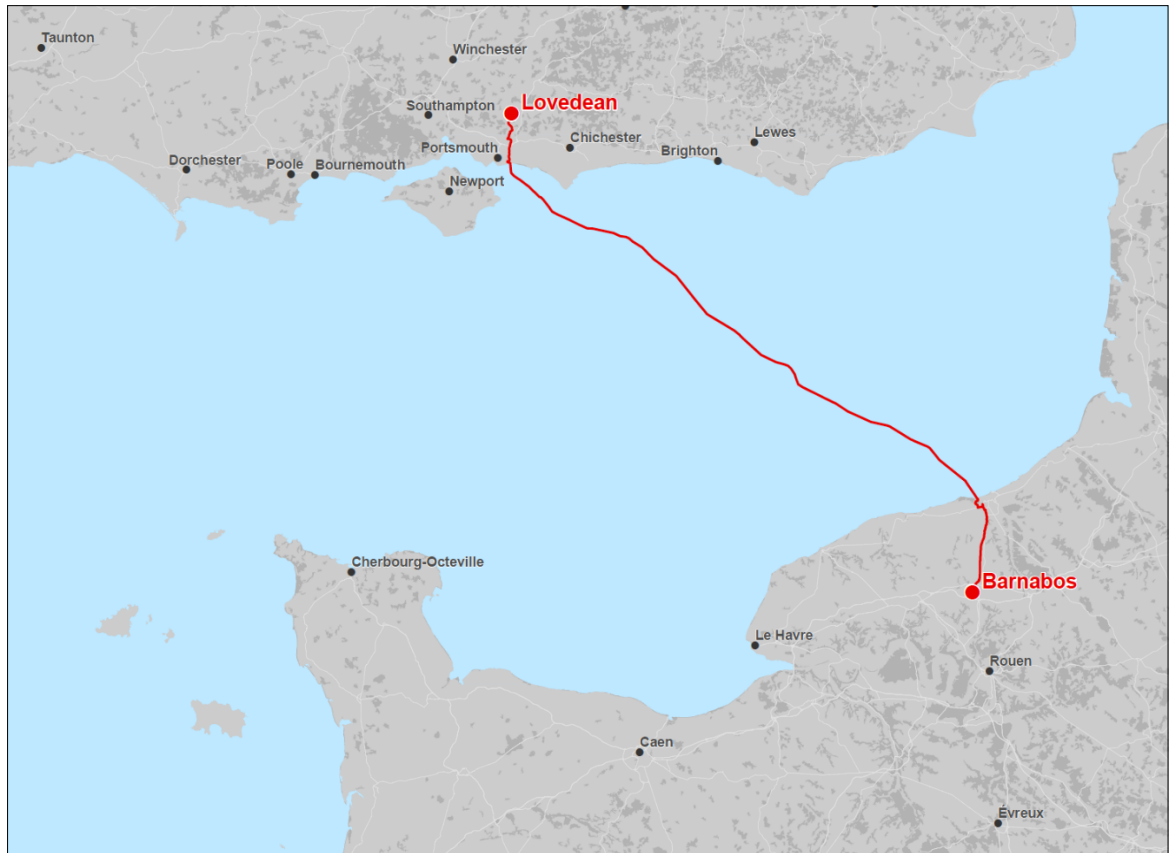 Taunton
Winchester
Southampton
Lovedean
Portsmouth
Chichester
Lewes
Brighton
Dorchester
Poole
Bournemouth
Newport
Cherbourg-Octeville
Barnabos
Le Havre
Rouen
Caen
Évreux